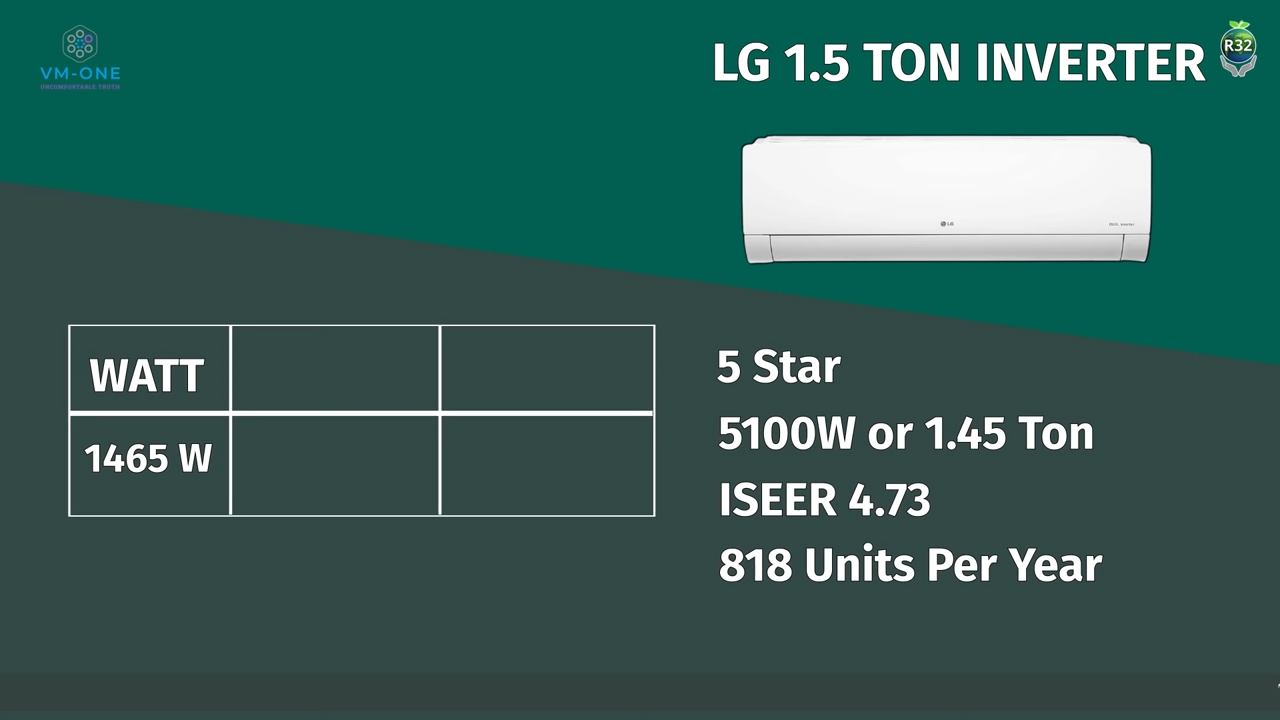 VM-ONE
UNCOMFORTABLE TRUTH
LG 1.5 TON INVERTER
R32
LG
WATT
1465 W
5 Star
5100W or 1.45 Ton
ISEER 4.73
818 Units Per Year